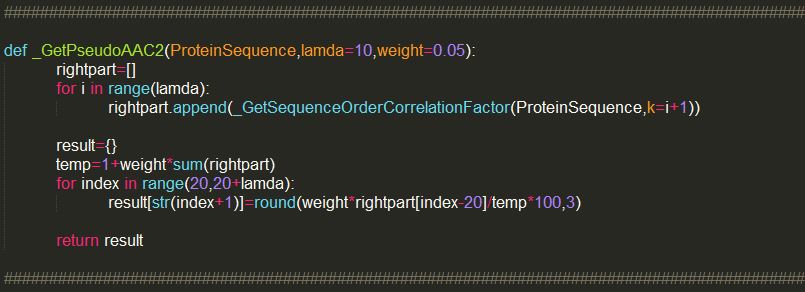 ################################################################################
def _GetPseudoAAC2(ProteinSequence,lamda=10,weight=0.05):
rightpart=[]
for i in range(lamda):
rightpart.append(_GetSequenceOrderCorrelationFactor(ProteinSequence,k=i+1))
result={}
temp=1+weight*sum(rightpart)
for index in range(20,20+lamda):
result[str(index+1)]=round(weight*rightpart[index-20]/temp*100,3)
return result
################################################################################